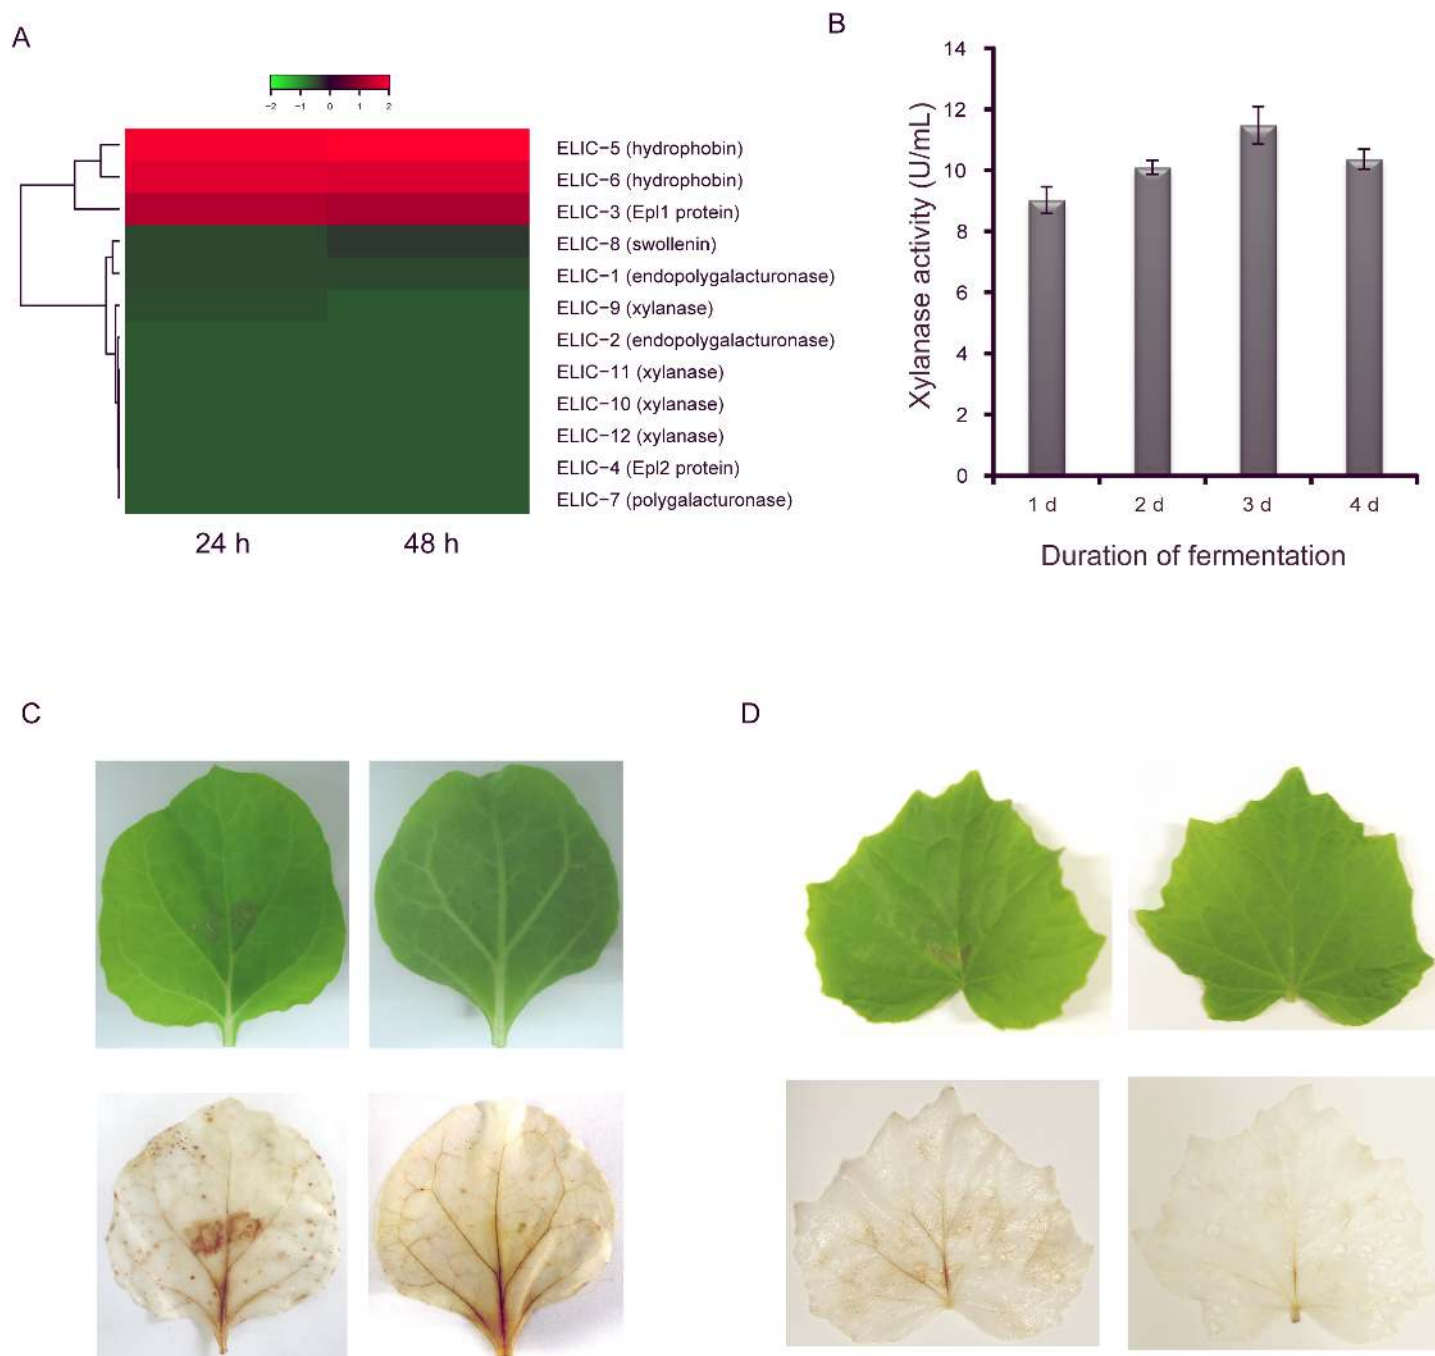 A
B
−2 −1 0 1 2
ELIC−5 (hydrophobin)
ELIC−6 (hydrophobin)
ELIC−3 (Epl1 protein)
ELIC−8 (swollenin)
ELIC−1 (endopolygalacturonase)
ELIC−9 (xylanase)
ELIC−2 (endopolygalacturonase)
ELIC−11 (xylanase)
ELIC−10 (xylanase)
ELIC−12 (xylanase)
ELIC−4 (Epl2 protein)
ELIC−7 (polygalacturonase)
24 h 48 h
Xylanase activity (U/mL)
14
12
10
8
6
4
2
0
1 d 2 d 3 d 4 d
Duration of fermentation
C
D